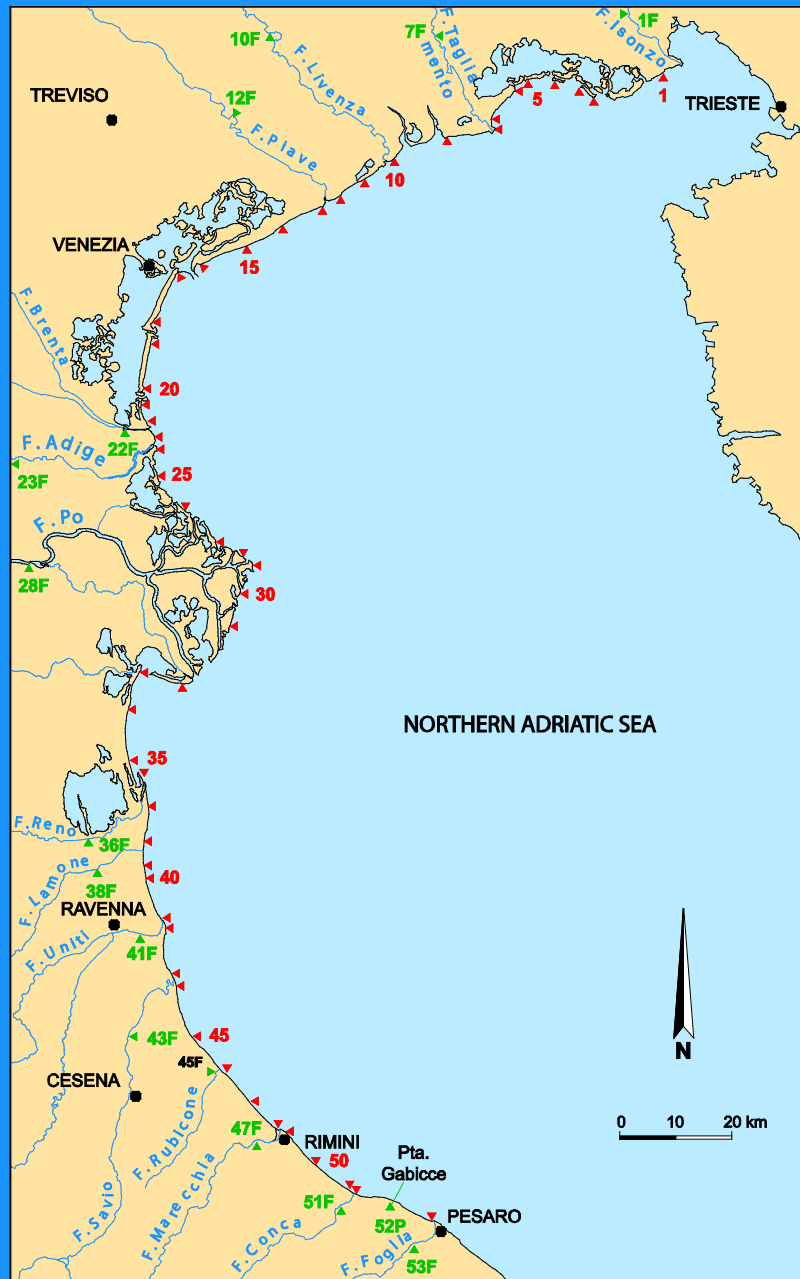 1F
F. Isonzo
F. Taglia
mento
7F
10F
F. Livenza
TREVISO
12F
F. Piave
5
1
TRIESTE
10
VENEZIA
15
F. Brenta
20
22F
F. Adige
25
23F
F. Po
28F
30
NORTHERN ADRIATIC SEA
35
F. Reno
36F
F. Lamone
38F
40
RAVENNA
F. Uniti
41F
43F
45
45F
CESENA
F. Rubicone
47F
RIMINI
50
N
0 10 20 km
Pta.
Gabicce
F. Savio
F. Marecchia
51F
52P
PESARO
F. Conca
F. Foglia
53F